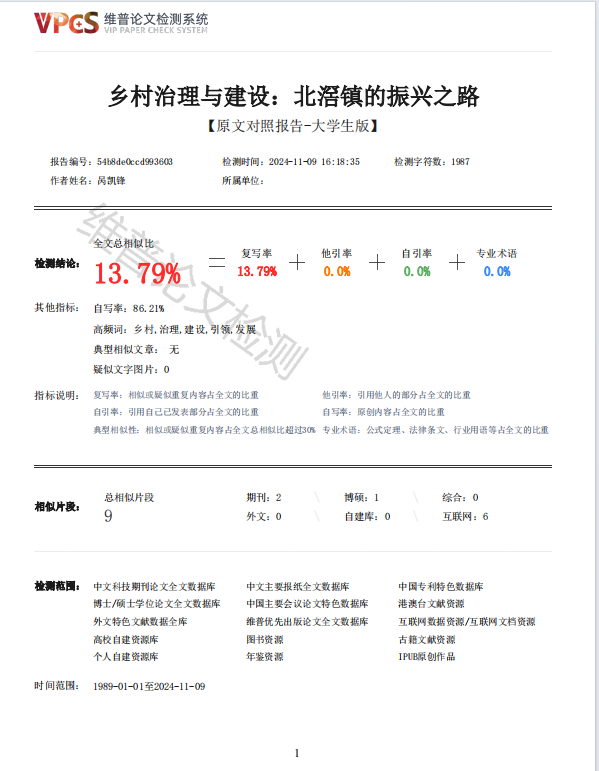 VPCS 维普论文检测系统
VIP PAPER CHECK SYSTEM
乡村治理与建设：北滘镇的振兴之路
【原文对照报告-大学生版】
报告编号：54b8de0ccd993603 检测时间：2024-11-09 16:18:35 检测字符数：1987
作者姓名：呙凯锋 所属单位：
检测结论： 全文总相似比 13.79% = 复写率 13.79% + 他引率 0.0% + 自引率 0.0% + 专业术语 0.0%
其他指标： 自写率：86.21%
高频词：乡村,治理,建设,引领,发展
典型相似文章： 无
疑似文字图片：0
指标说明： 复写率：相似或疑似重复内容占全文的比重 他引率：引用他人的部分占全文的比重
自引率：引用自己已发表部分占全文的比重 自写率：原创内容占全文的比重
典型相似性：相似或疑似重复内容占全文总相似比超过30% 专业术语：公式定理、法律条文、行业用语等占全文的比重
相似片段： 总相似片段 期刊：2 \ 博硕：1 \ 综合：0
9 外文：0 \ 自建库：0 \ 互联网：6
检测范围： 中文科技期刊论文全文数据库 中文主要报纸全文数据库 中国专利特色数据库
博士/硕士学位论文全文数据库 中国主要会议论文特色数据库 港澳台文献资源
外文特色文献数据全库 维普优先出版论文全文数据库 互联网数据资源/互联网文档资源
高校自建资源库 图书资源 古籍文献资源
个人自建资源库 年鉴资源 IPUB原创作品
时间范围： 1989-01-01至2024-11-09
维普论文检测
1